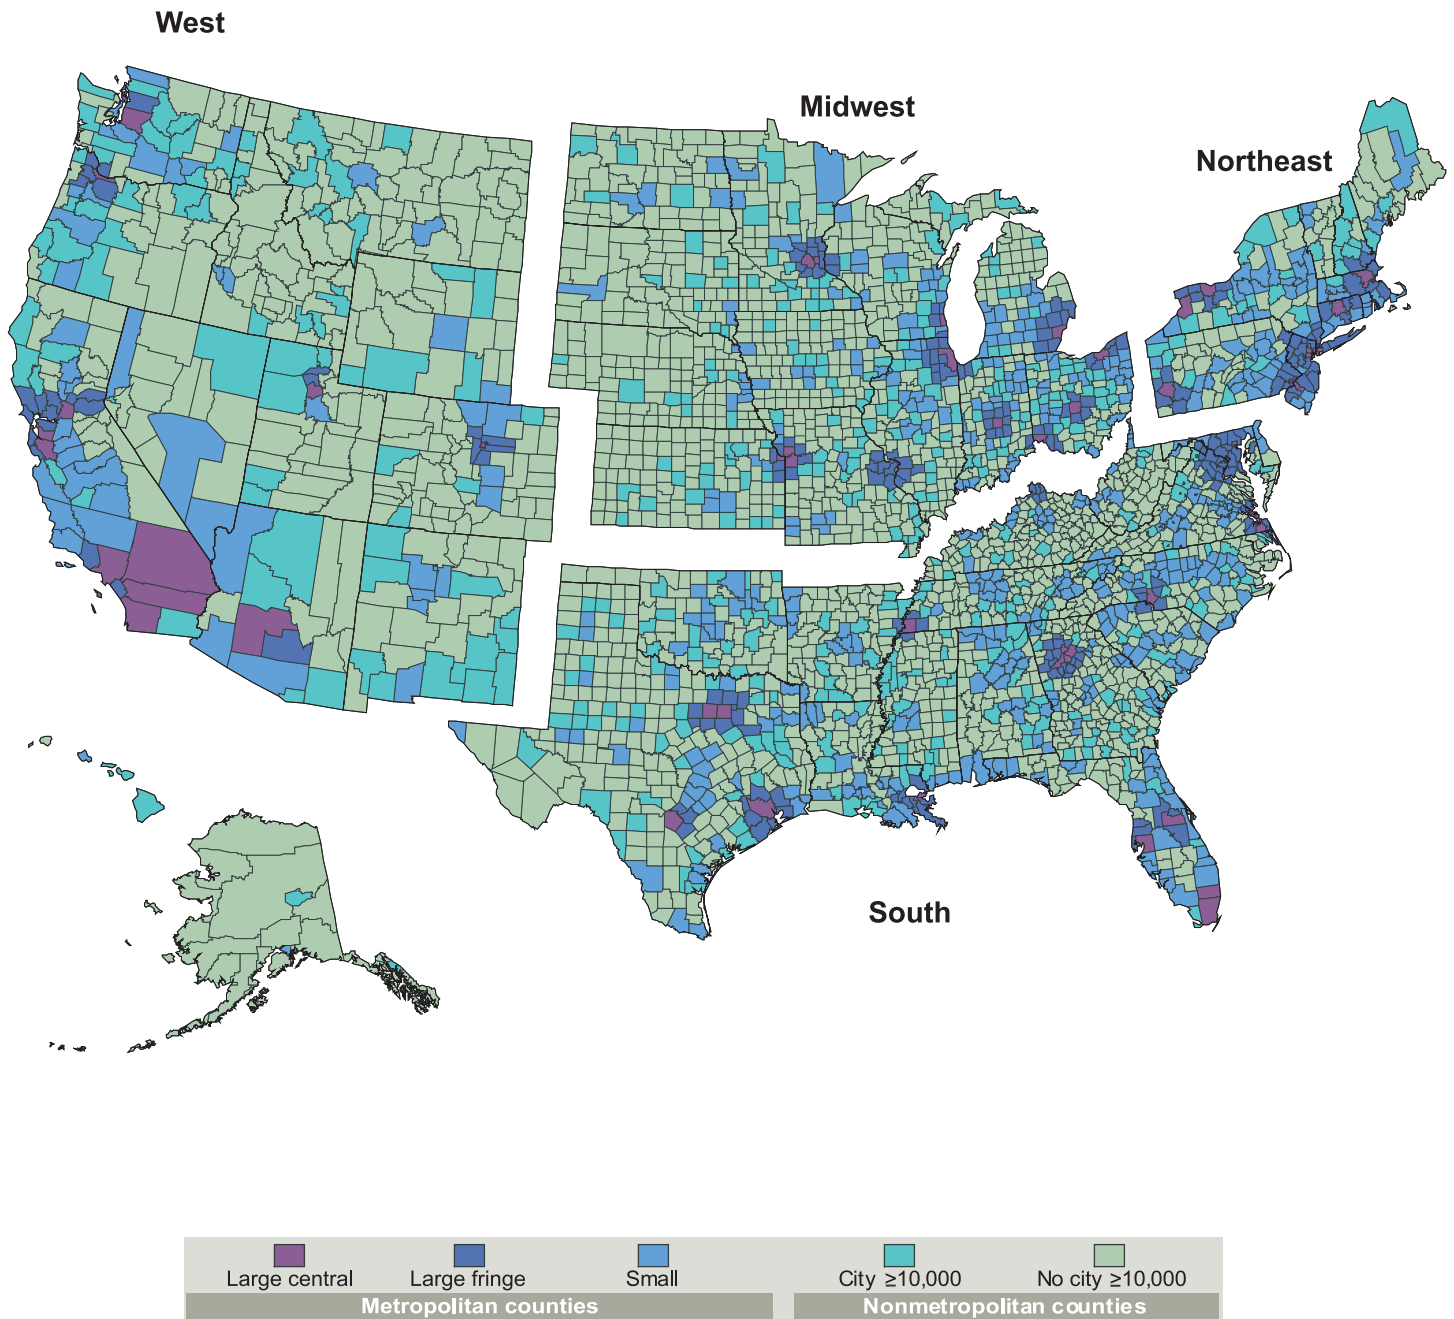 West
Midwest
Northeast
South
Large central
Large fringe
Small
City ≥10,000
No city ≥10,000
Metropolitan counties
Nonmetropolitan counties